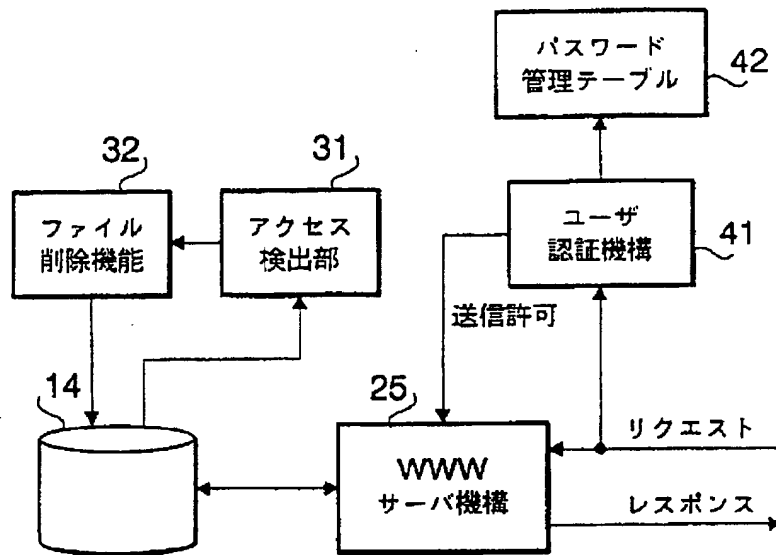 パスワード
管理テーブル
42
32
31
ファイル
削除機能
アクセス
検出部
ユーザ
認証機構
41
送信許可
14
25
WWW
サーバ機構
リクエスト
レスポンス